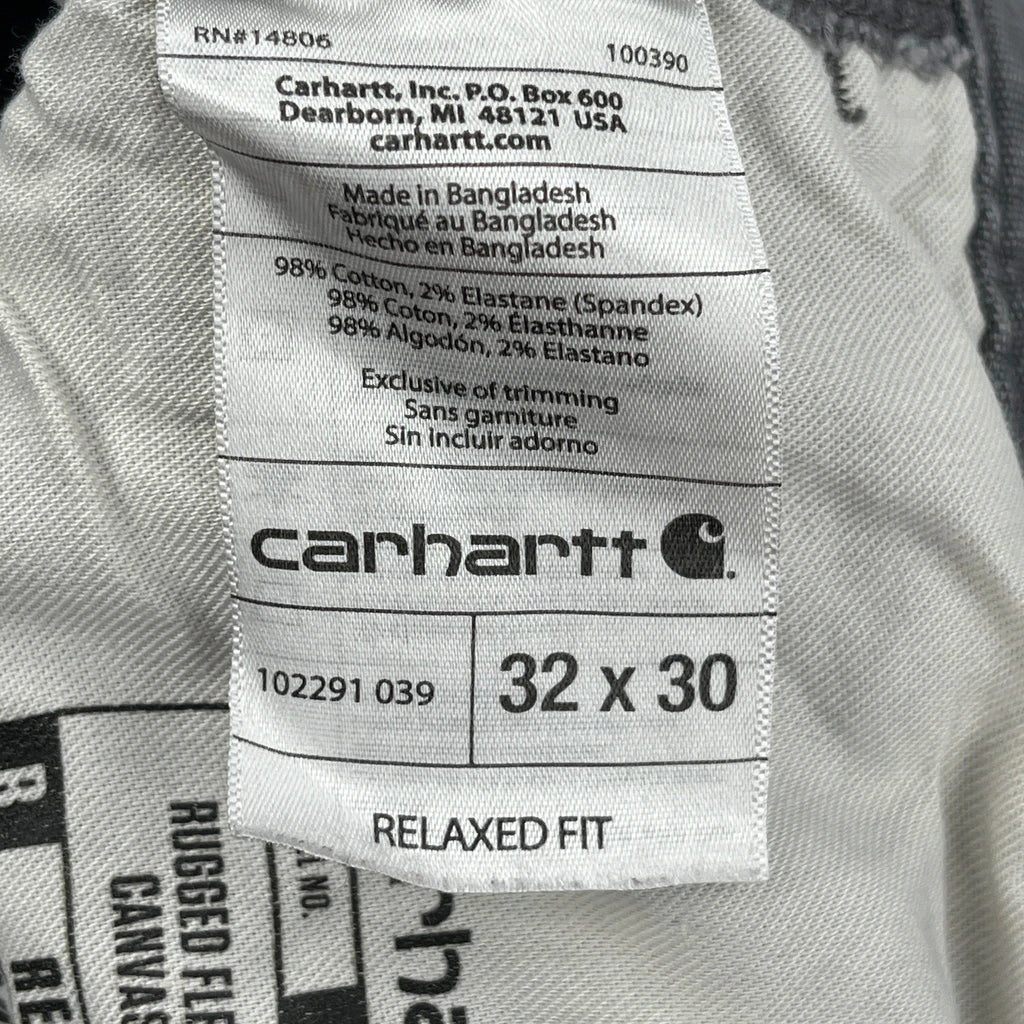 RN#14806
100390
Carhartt, Inc. P.O. Box 600
Dearborn, MI 48121 USA
carhartt.com
Made in Bangladesh
Fabriqué au Bangladesh
Hecho en Bangladesh
98% Cotton, 2% Elastane (Spandex)
98% Coton, 2% Élasthanne
98% Algodón, 2% Elastano
Exclusive of trimming
Sans garniture
Sin incluir adorno
carhartt
102291 039
32 x 30
RELAXED FIT
RUGGED
NO.